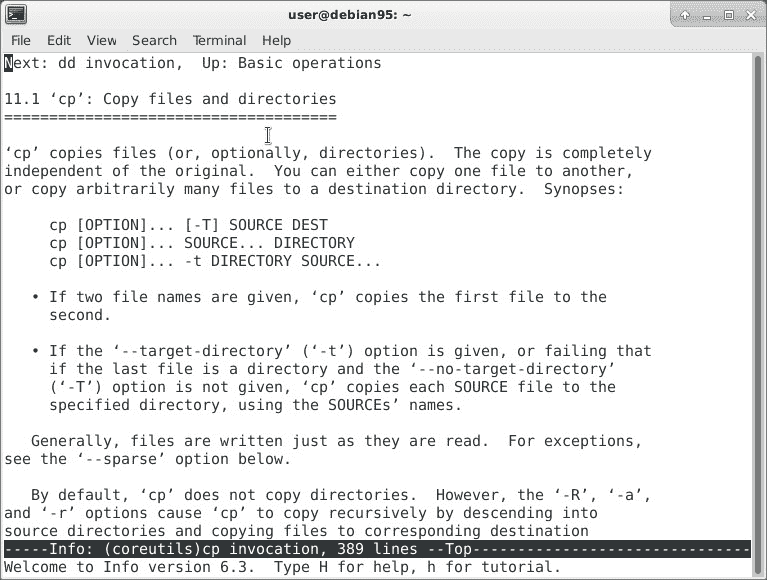 user@debian95: ~
File Edit View Search Terminal Help
Next: dd invocation,  Up: Basic operations
11.1 ‘cp’: Copy files and directories
=====================================
‘cp’ copies files (or, optionally, directories).  The copy is completely
independent of the original.  You can either copy one file to another,
or copy arbitrarily many files to a destination directory.  Synopses:
cp [OPTION]... [-T] SOURCE DEST
cp [OPTION]... SOURCE... DIRECTORY
cp [OPTION]... -t DIRECTORY SOURCE...
• If two file names are given, ‘cp’ copies the first file to the
second.
• If the ‘--target-directory’ (‘-t’) option is given, or failing that
if the last file is a directory and the ‘--no-target-directory’
(‘-T’) option is not given, ‘cp’ copies each SOURCE file to the
specified directory, using the SOURCEs’ names.
Generally, files are written just as they are read.  For exceptions,
see the ‘--sparse’ option below.
By default, ‘cp’ does not copy directories.  However, the ‘-R’, ‘-a’,
and ‘-r’ options cause ‘cp’ to copy recursively by descending into
source directories and copying files to corresponding destination
-----Info: (coreutils)cp invocation, 389 lines --Top-------------------------------
Welcome to Info version 6.3.  Type H for help, h for tutorial.